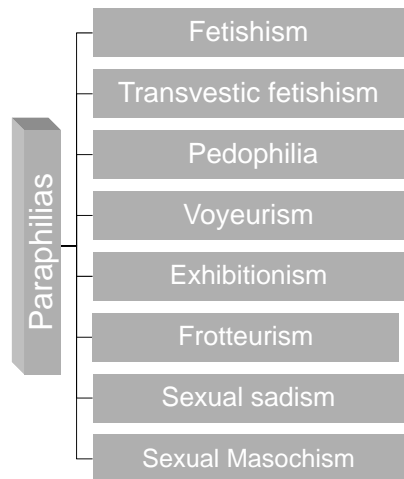 Paraphilias
Fetishism
Transvestic fetishism
Pedophilia
Voyeurism
Exhibitionism
Frotteurism
Sexual sadism
Sexual Masochism